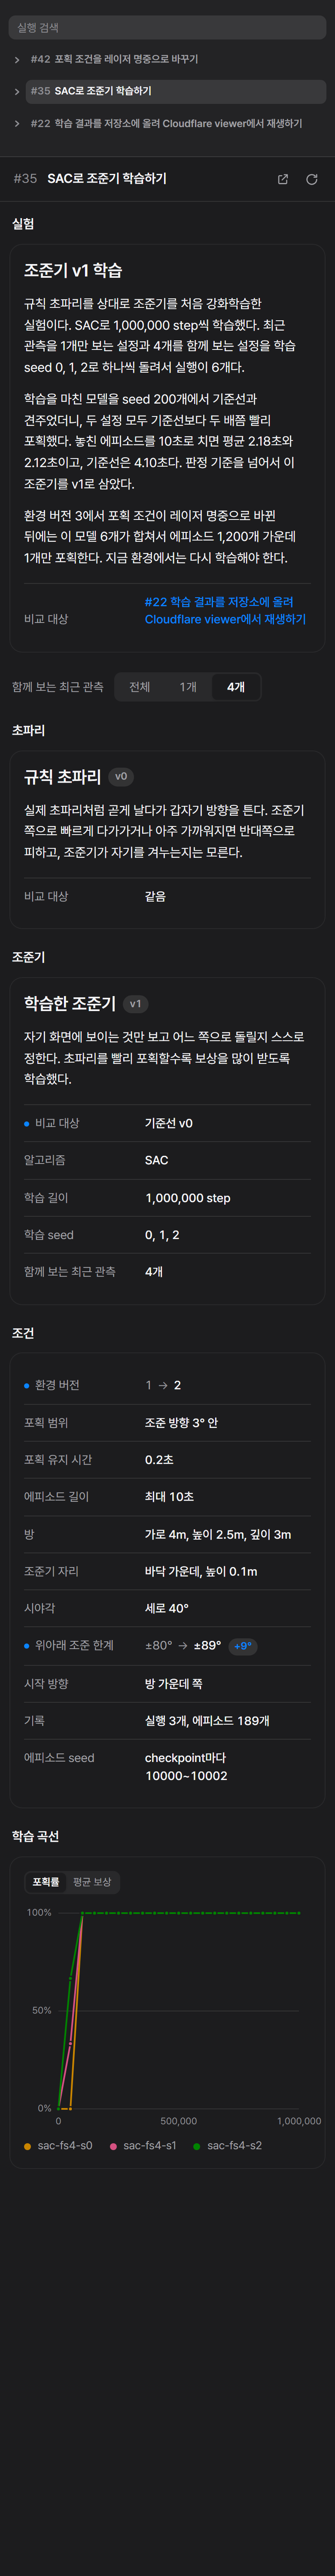 실행 검색
#42 포획 조건을 레이저 명중으로 바꾸기
#35 SAC로 조준기 학습하기
#22 학습 결과를 저장소에 올려 Cloudflare viewer에서 재생하기
#35 SAC로 조준기 학습하기
실험
조준기 v1 학습
규칙 초파리를 상대로 조준기를 처음 강화학습한
실험이다. SAC로 1,000,000 step씩 학습했다. 최근
관측을 1개만 보는 설정과 4개를 함께 보는 설정을 학습
seed 0, 1, 2로 하나씩 돌려서 실행이 6개다.
학습을 마친 모델을 seed 200개에서 기준선과
견주었더니, 두 설정 모두 기준선보다 두 배쯤 빨리
포획했다. 놓친 에피소드를 10초로 치면 평균 2.18초와
2.12초이고, 기준선은 4.10초다. 판정 기준을 넘어서 이
조준기를 v1로 삼았다.
환경 버전 3에서 포획 조건이 레이저 명중으로 바뀐
뒤에는 이 모델 6개가 합쳐서 에피소드 1,200개 가운데
1개만 포획한다. 지금 환경에서는 다시 학습해야 한다.
비교 대상
#22 학습 결과를 저장소에 올려
Cloudflare viewer에서 재생하기
함께 보는 최근 관측 전체 1개 4개
초파리
규칙 초파리 v0
실제 초파리처럼 곧게 날다가 갑자기 방향을 튼다. 조준기
쪽으로 빠르게 다가가거나 아주 가까워지면 반대쪽으로
피하고, 조준기가 자기를 겨누는지는 모른다.
비교 대상 같음
조준기
학습한 조준기 v1
자기 화면에 보이는 것만 보고 어느 쪽으로 돌릴지 스스로
정한다. 초파리를 빨리 포획할수록 보상을 많이 받도록
학습했다.
비교 대상 기준선 v0
알고리즘 SAC
학습 길이 1,000,000 step
학습 seed 0, 1, 2
함께 보는 최근 관측 4개
조건
환경 버전 1 → 2
포획 범위 조준 방향 3° 안
포획 유지 시간 0.2초
에피소드 길이 최대 10초
방 가로 4m, 높이 2.5m, 깊이 3m
조준기 자리 바닥 가운데, 높이 0.1m
시야각 세로 40°
위아래 조준 한계 ±80° → ±89° +9°
시작 방향 방 가운데 쪽
기록 실행 3개, 에피소드 189개
에피소드 seed checkpoint마다
10000~10002
학습 곡선
포획률 평균 보상
100%
50%
0%
0 500,000 1,000,000
sac-fs4-s0 sac-fs4-s1 sac-fs4-s2